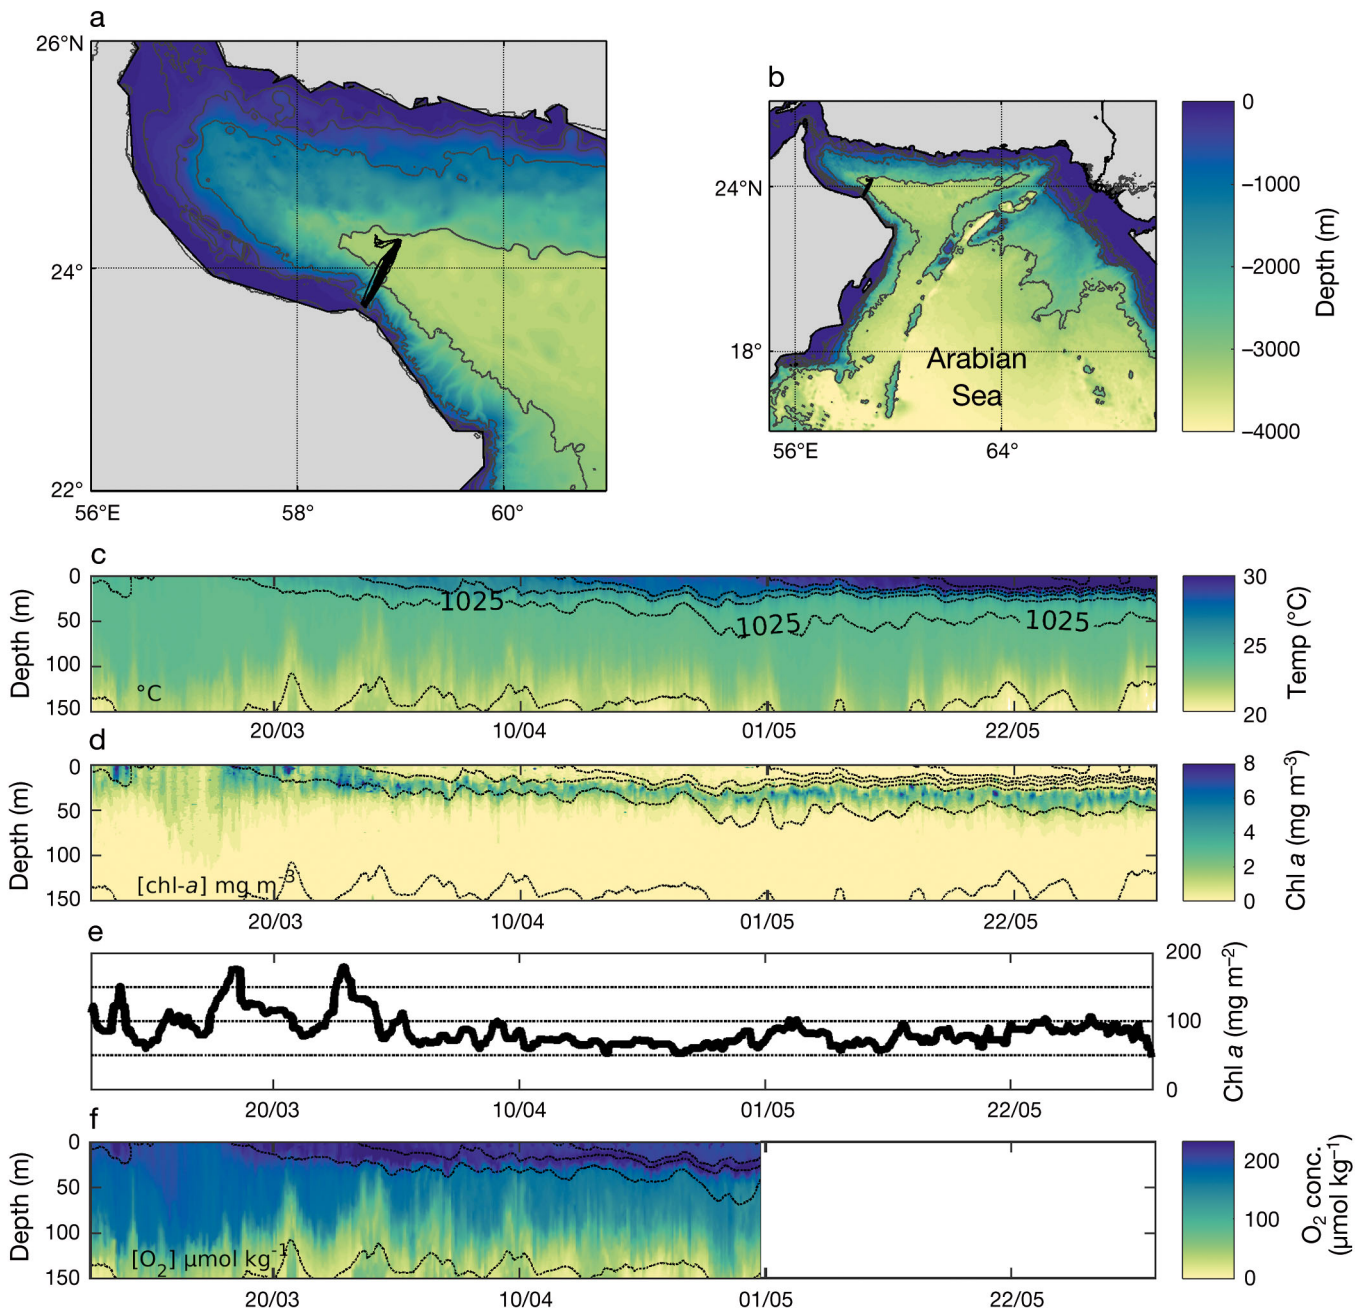 a
26°N
24°
22°
56°E 58° 60°
b
24°N
18°
56°E 64°
Arabian
Sea
0
−1000
−2000
−3000
−4000
Depth (m)
c
0
50
100
150
Depth (m)
1025 1025 1025
°C
20/03 10/04 01/05 22/05
30
25
20
Temp (°C)
d
0
50
100
150
Depth (m)
[chl-a] mg m⁻³
20/03 10/04 01/05 22/05
8
6
4
2
0
Chl a (mg m⁻³)
e
200
100
0
Chl a (mg m⁻²)
20/03 10/04 01/05 22/05
f
0
50
100
150
Depth (m)
[O₂] µmol kg⁻¹
20/03 10/04 01/05 22/05
200
100
0
O₂ conc.
(µmol kg⁻¹)